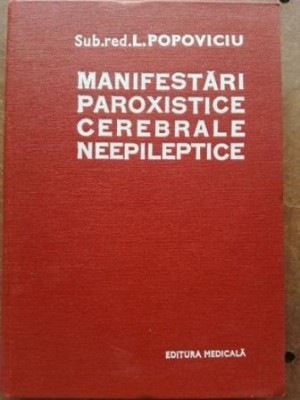 Sub.red.L.POPOVICIU
MANIFESTĂRI
PAROXISTICE
CEREBRALE
NEEPILEPTICE
EDITURA MEDICALĂ